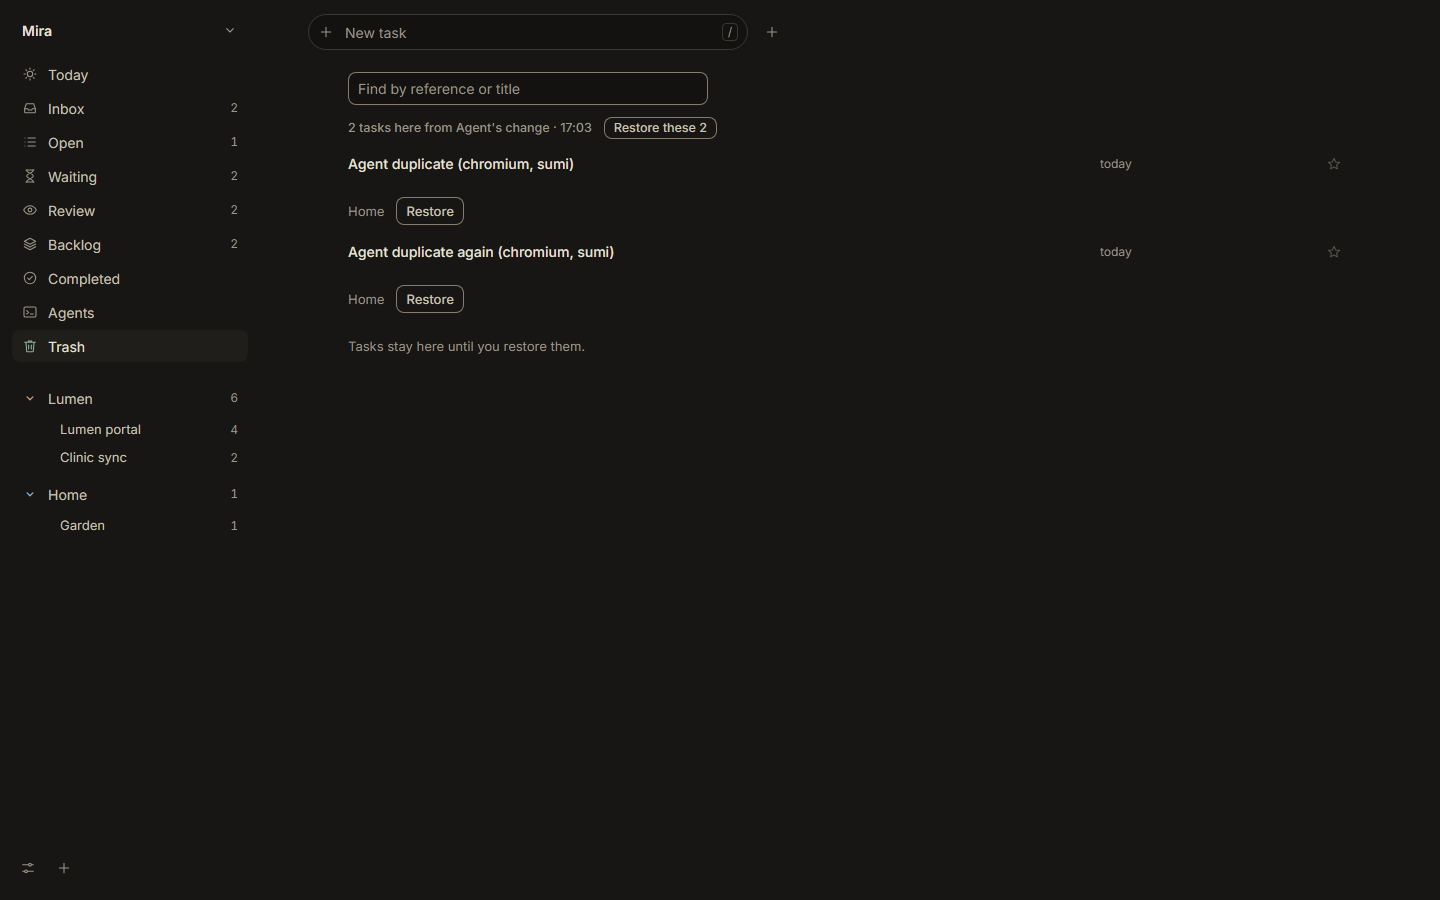 Mira
Today
Inbox 2
Open 1
Waiting 2
Review 2
Backlog 2
Completed
Agents
Trash
Lumen 6
Lumen portal 4
Clinic sync 2
Home 1
Garden 1
New task /
Find by reference or title
2 tasks here from Agent's change · 17:03 Restore these 2
Agent duplicate (chromium, sumi) today
Home Restore
Agent duplicate again (chromium, sumi) today
Home Restore
Tasks stay here until you restore them.